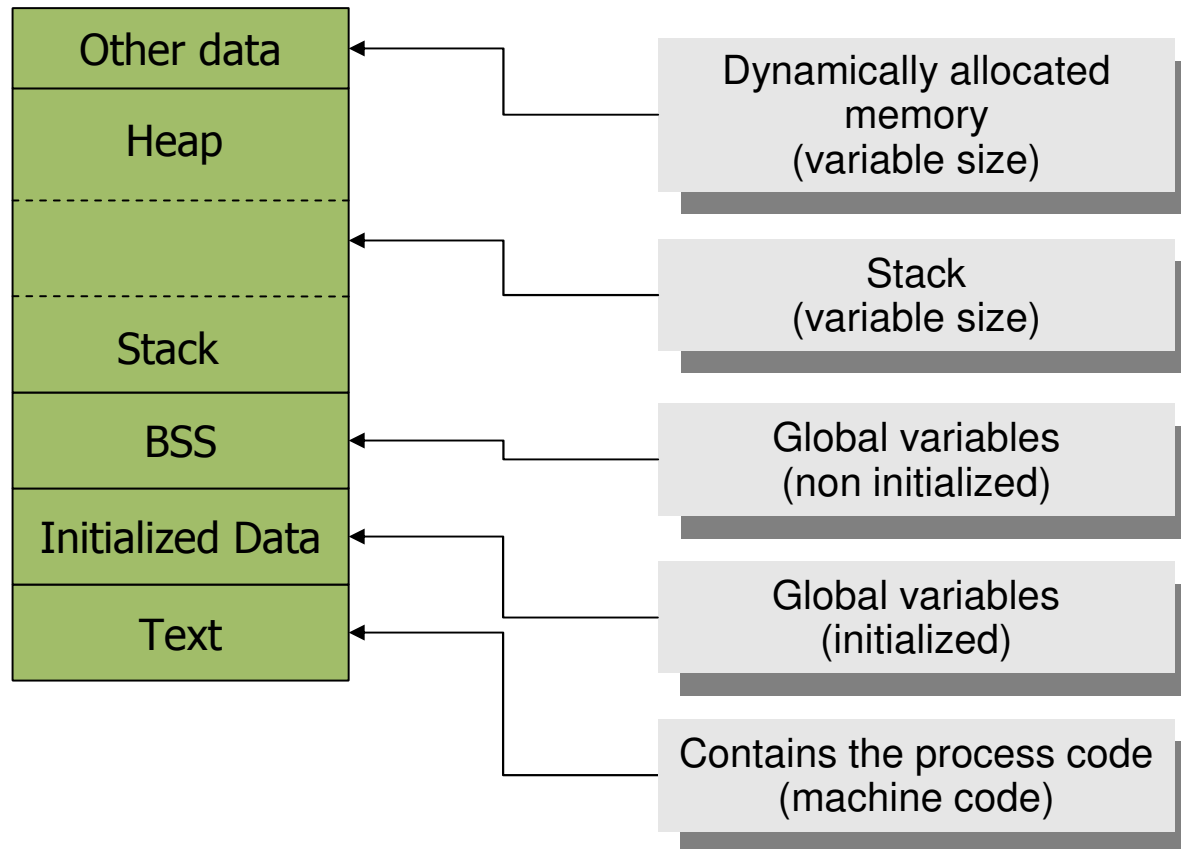 Other data
Heap
Stack
BSS
Initialized Data
Text
Dynamically allocated
memory
(variable size)
Stack
(variable size)
Global variables
(non initialized)
Global variables
(initialized)
Contains the process code
(machine code)